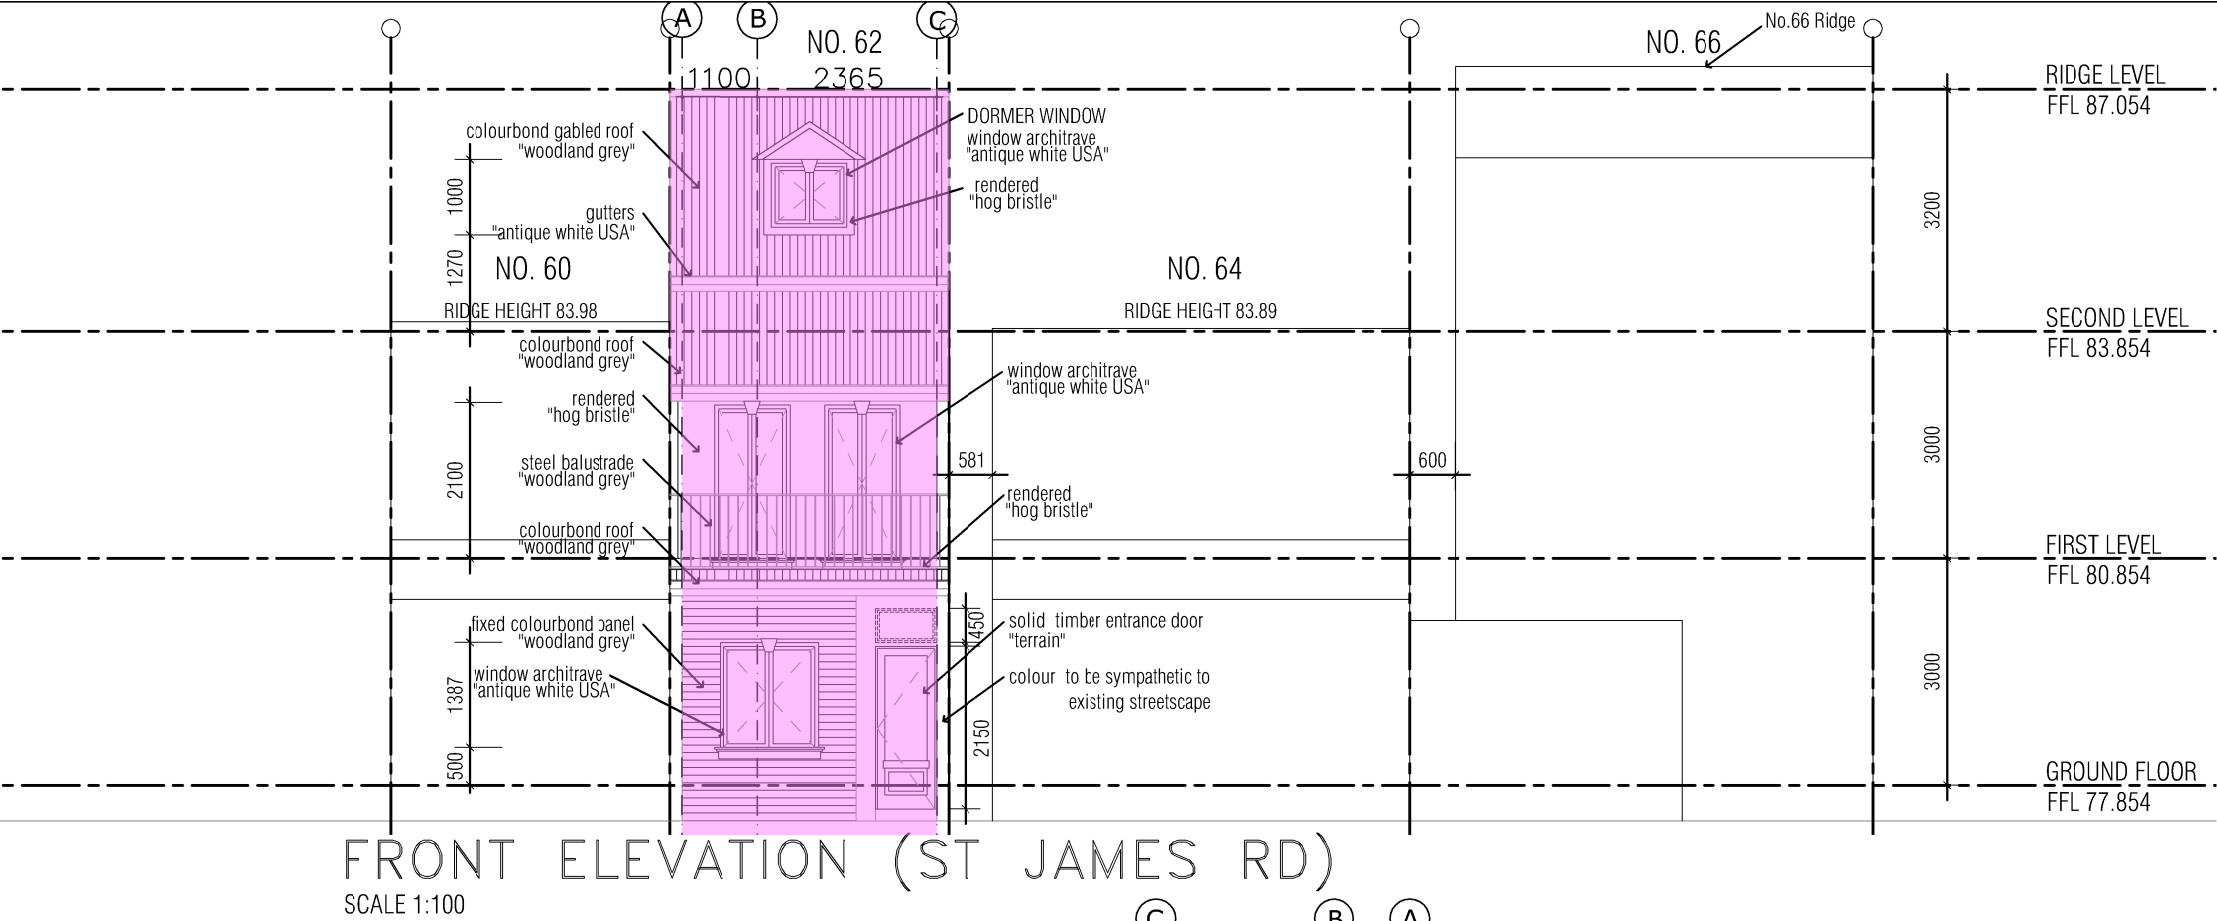 A B C
NO. 62
NO. 66
No.66 Ridge
1100 2365
RIDGE LEVEL
FFL 87.054
colourbond gabled roof
"woodland grey"
DORMER WINDOW
window architrave
"antique white USA"
rendered
"hog bristle"
1000
3200
gutters
"antique white USA"
1270
NO. 60
NO. 64
RIDGE HEIGHT 83.98
RIDGE HEIGHT 83.89
SECOND LEVEL
FFL 83.854
colourbond roof
"woodland grey"
window architrave
"antique white USA"
rendered
"hog bristle"
3000
2100
581
600
steel balustrade
"woodland grey"
rendered
"hog bristle"
colourbond roof
"woodland grey"
FIRST LEVEL
FFL 80.854
450
fixed colourbond panel
"woodland grey"
solid timber entrance door
"terrain"
1387
window architrave
"antique white USA"
colour to be sympathetic to
existing streetscape
3000
2150
500
GROUND FLOOR
FFL 77.854
FRONT ELEVATION (ST JAMES RD)
SCALE 1:100
C B A